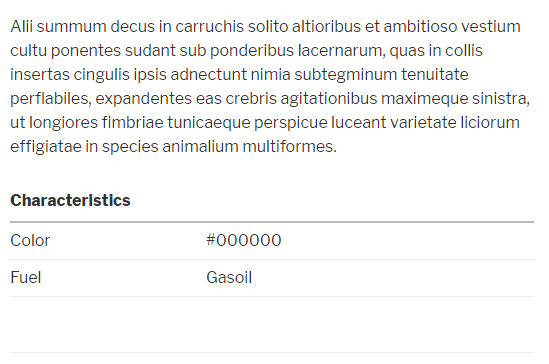 Alii summum decus in carruchis solito altioribus et ambitioso vestium
cultu ponentes sudant sub ponderibus lacernarum, quas in collis
insertas cingulis ipsis adnectunt nimia subtegminum tenuitate
perflabiles, expandentes eas crebris agitationibus maximeque sinistra,
ut longiores fimbriae tunicaeque perspicue luceant varietate liciorum
effigiatae in species animalium multiformes.
Characteristics
Color #000000
Fuel Gasoil